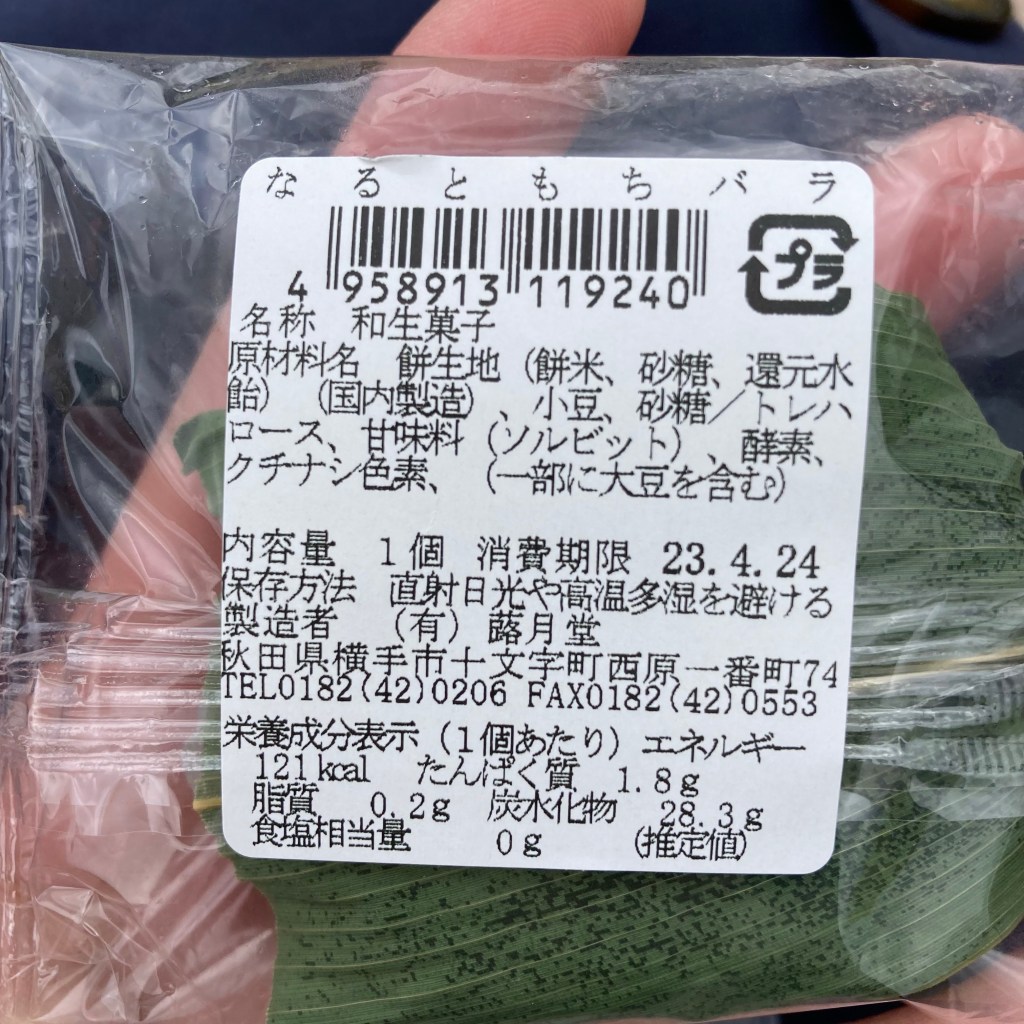 なるともちバラ
プラ
4 958913 119240
名称　和生菓子
原材料名　餅生地（餅米、砂糖、還元水
飴）（国内製造）、小豆、砂糖／トレハ
ロース、甘味料（ソルビット）、酵素、
クチナシ色素、（一部に大豆を含む）
内容量　1個　消費期限　23.4.24
保存方法　直射日光や高温多湿を避ける
製造者　（有）蕗月堂
秋田県横手市十文字町西原一番町74
TEL0182(42)0206 FAX0182(42)0553
栄養成分表示（1個あたり）エネルギー
121kcal　たんぱく質　1.8g
脂質　0.2g　炭水化物　28.3g
食塩相当量　0g　（推定値）